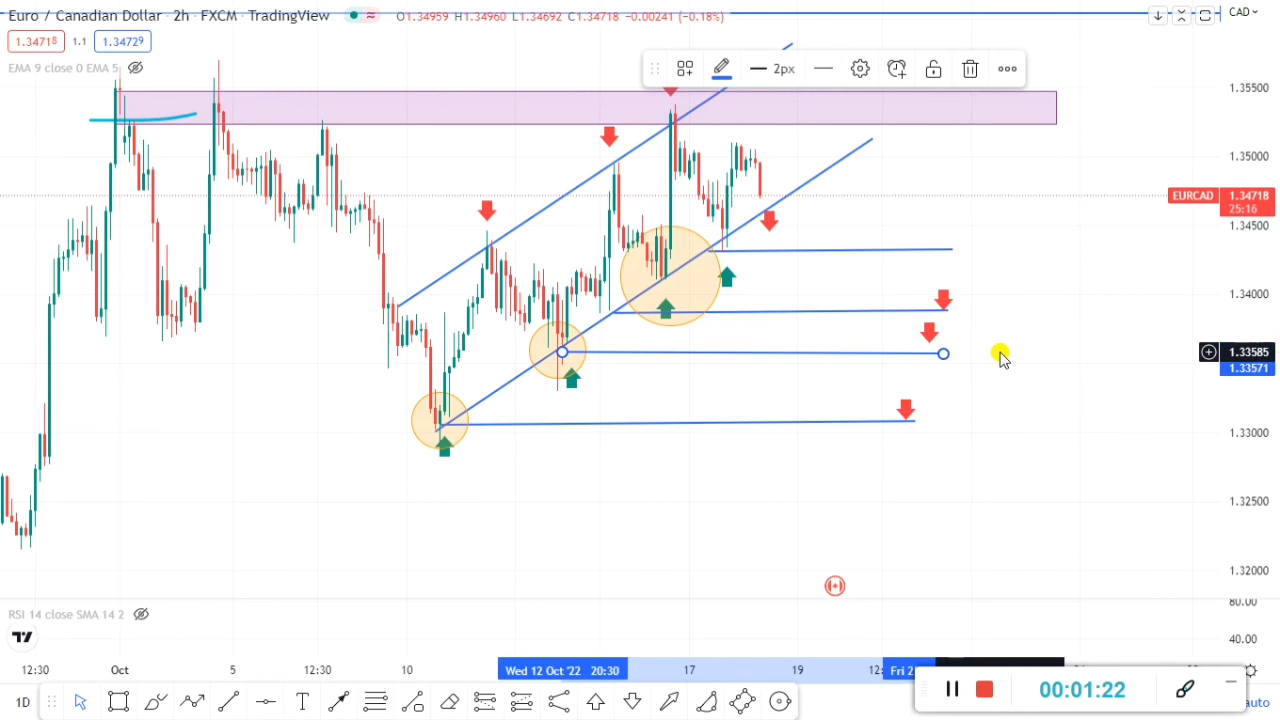 Euro / Canadian Dollar · 2h · FXCM · TradingView
O1.34959 H1.34960 L1.34692 C1.34718 −0.00241 (−0.18%)
CAD
1.34718 1.1 1.34729
EMA 9 close 0 EMA 5
2px
1.35500
1.35000
EURCAD 1.34718
25:16
1.34500
1.34000
1.33585
1.33571
1.33000
1.32500
1.32000
RSI 14 close SMA 14 2
80.00
40.00
12:30 Oct 5 12:30 10 Wed 12 Oct '22 20:30 17 19
1D
00:01:22